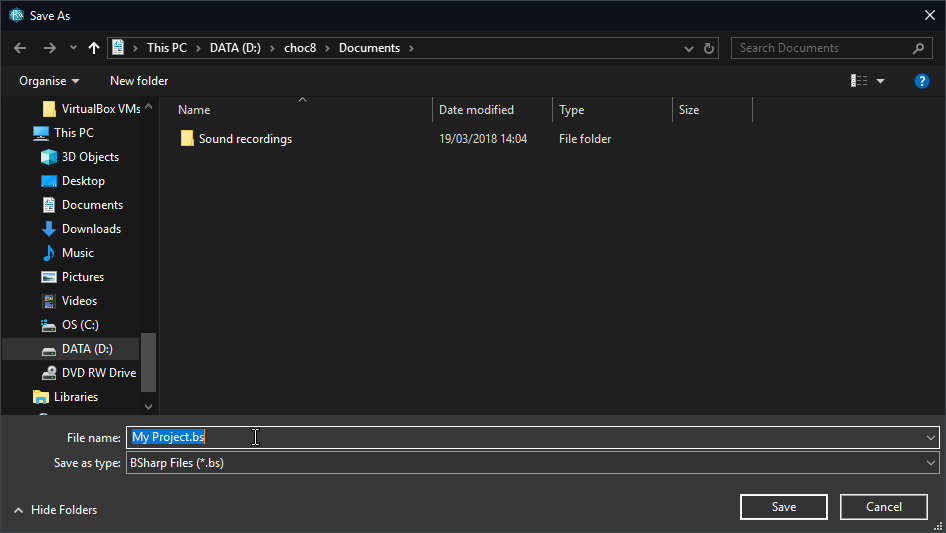 Save As
This PC > DATA (D:) > choc8 > Documents >
Search Documents
Organise New folder
Name Date modified Type Size
Sound recordings 19/03/2018 14:04 File folder
VirtualBox VMs
This PC
3D Objects
Desktop
Documents
Downloads
Music
Pictures
Videos
OS (C:)
DATA (D:)
DVD RW Drive
Libraries
File name: My Project.bs
Save as type: BSharp Files (*.bs)
Hide Folders
Save Cancel